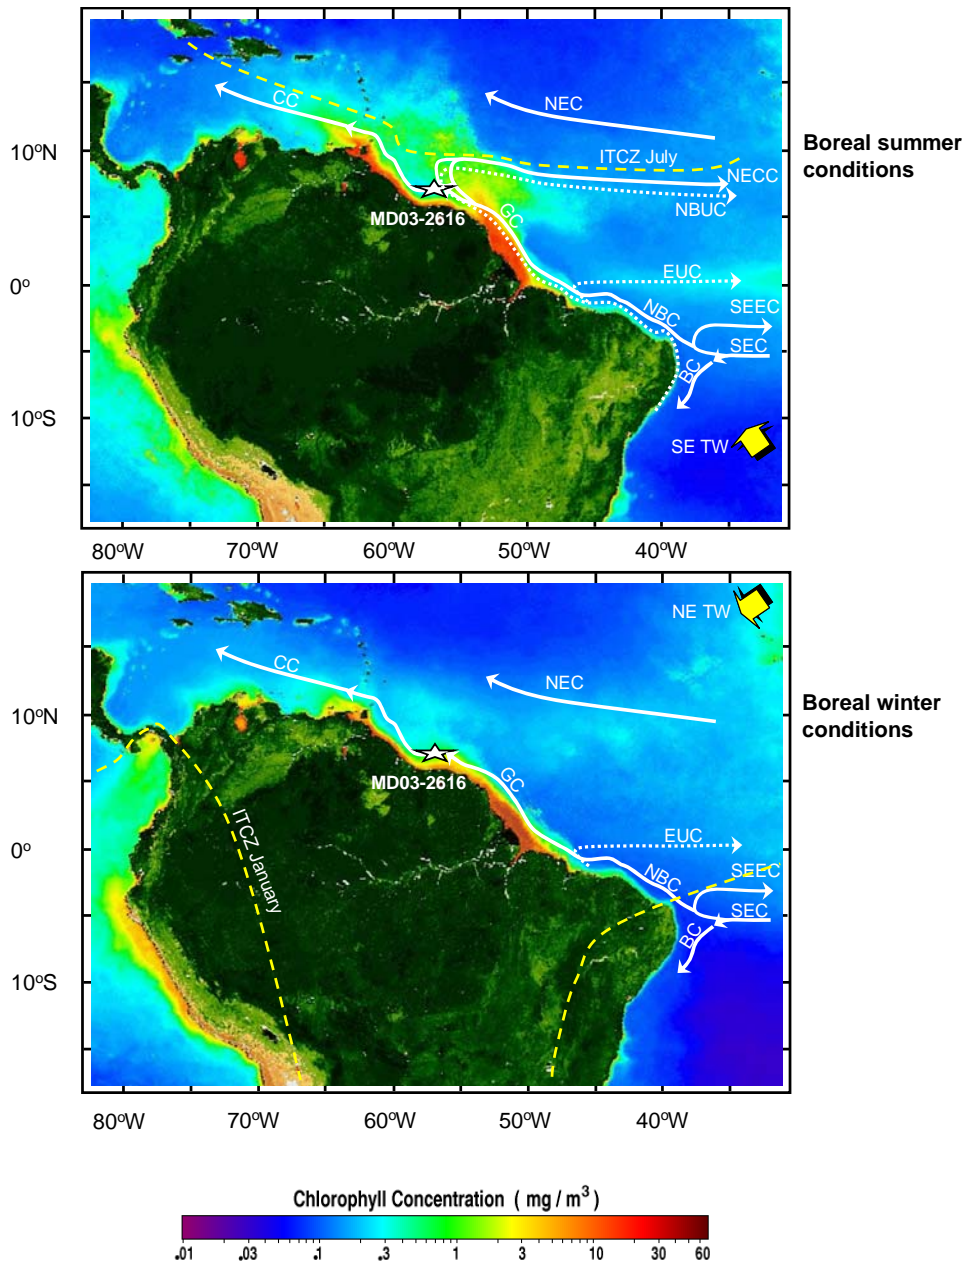 CC
NEC
Boreal summer
conditions
10ºN
ITCZ July
NECC
NBUC
MD03-2616
GC
EUC
0º
SEEC
NBC
SEC
BC
10ºS
SE TW
80ºW 70ºW 60ºW 50ºW 40ºW
NE TW
CC
NEC
Boreal winter
conditions
10ºN
MD03-2616
GC
ITCZ January
EUC
0º
SEEC
NBC
SEC
BC
10ºS
80ºW 70ºW 60ºW 50ºW 40ºW
Chlorophyll Concentration ( mg / m³ )
.01 .03 .1 .3 1 3 10 30 60